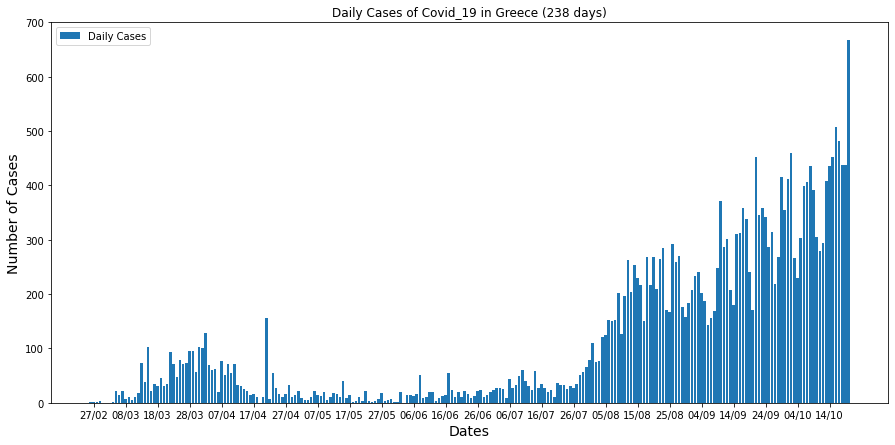 Daily Cases of Covid_19 in Greece (238 days)
Daily Cases
700
600
500
400
300
200
100
0
Number of Cases
27/02 08/03 18/03 28/03 07/04 17/04 27/04 07/05 17/05 27/05 06/06 16/06 26/06 06/07 16/07 26/07 05/08 15/08 25/08 04/09 14/09 24/09 04/10 14/10
Dates